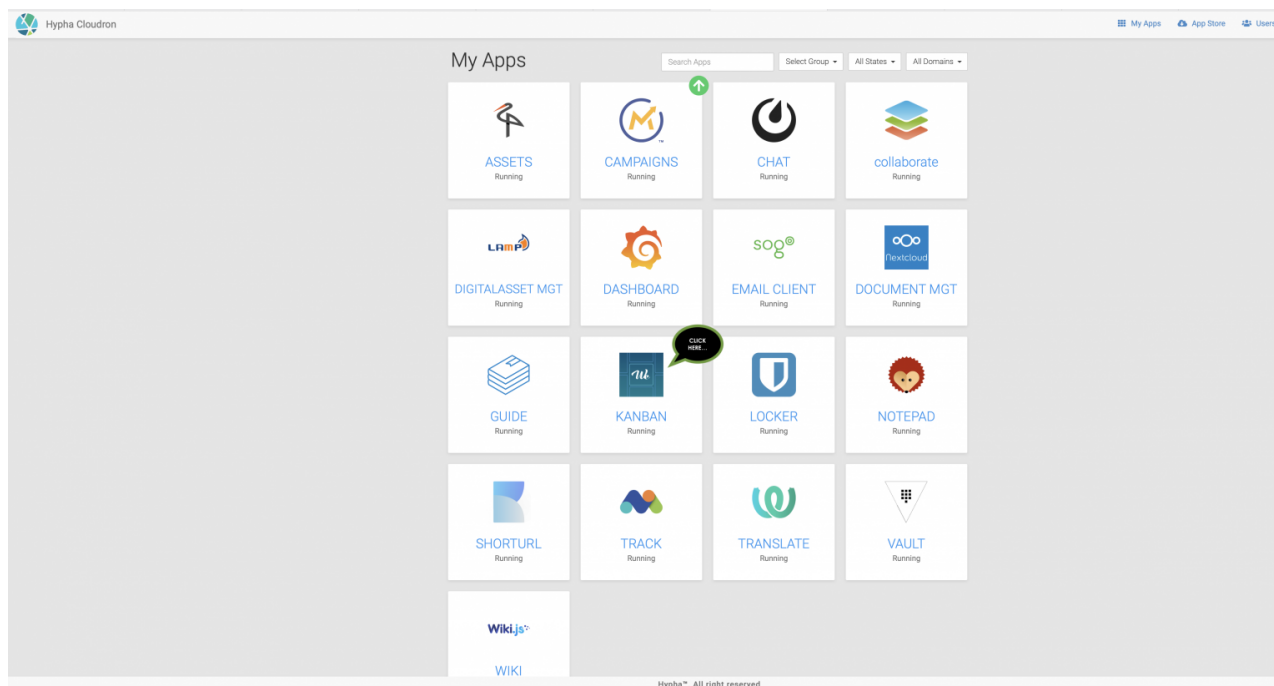 Hypha Cloudron
My Apps
App Store
Users
My Apps
Search Apps
Select Group
All States
All Domains
ASSETS
Running
TM
CAMPAIGNS
Running
CHAT
Running
collaborate
Running
LAMP
DIGITALASSET MGT
Running
DASHBOARD
Running
sogo
EMAIL CLIENT
Running
Nextcloud
DOCUMENT MGT
Running
GUIDE
Running
CLICK
HERE...
KANBAN
Running
LOCKER
Running
NOTEPAD
Running
SHORTURL
Running
TRACK
Running
TRANSLATE
Running
VAULT
Running
Wiki.js
WIKI
Hypha™ All right reserved